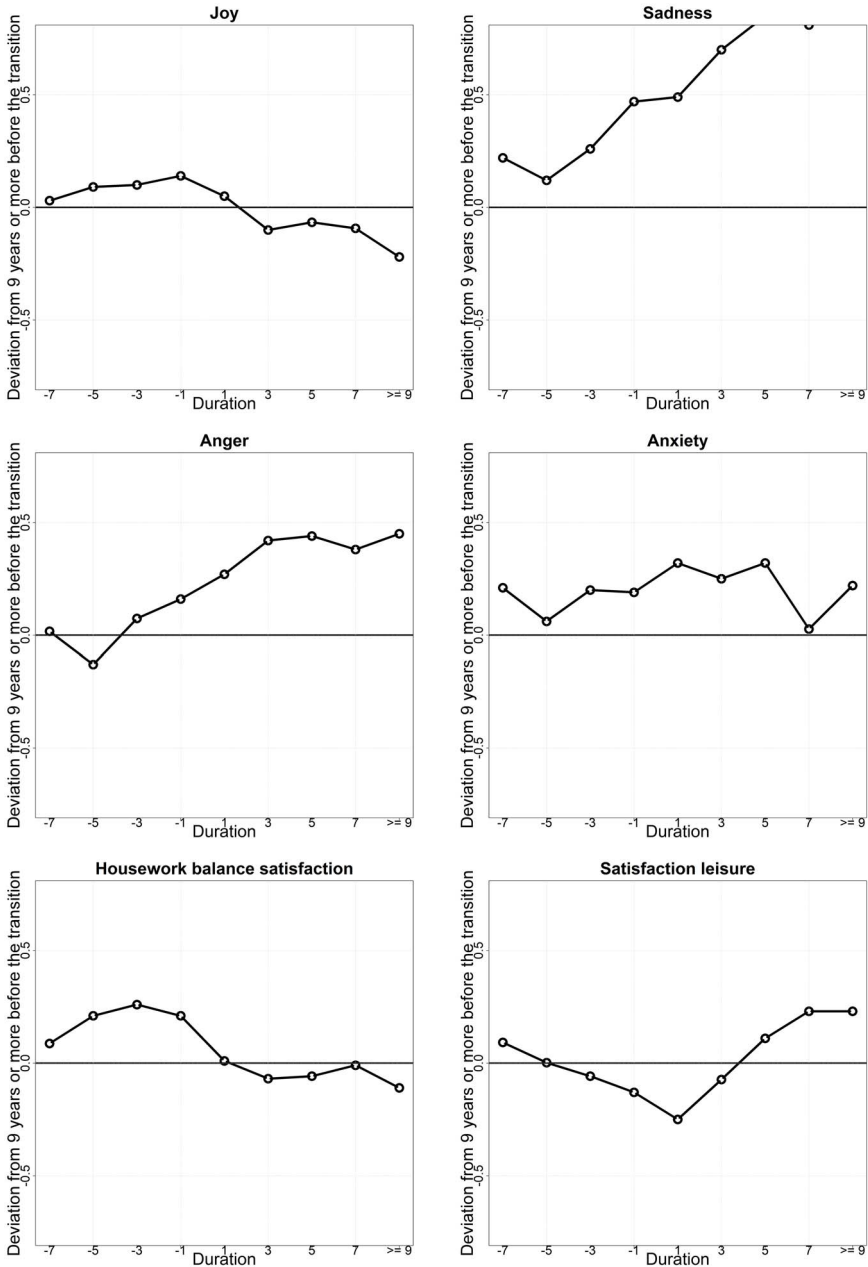 Joy
Deviation from 9 years or more before the transition
0.5
0.0
-0.5
-7 -5 -3 -1 1 3 5 7 >= 9
Duration
Sadness
Deviation from 9 years or more before the transition
0.5
0.0
-0.5
-7 -5 -3 -1 1 3 5 7 >= 9
Duration
Anger
Deviation from 9 years or more before the transition
0.5
0.0
-0.5
-7 -5 -3 -1 1 3 5 7 >= 9
Duration
Anxiety
Deviation from 9 years or more before the transition
0.5
0.0
-0.5
-7 -5 -3 -1 1 3 5 7 >= 9
Duration
Housework balance satisfaction
Deviation from 9 years or more before the transition
0.5
0.0
-0.5
-7 -5 -3 -1 1 3 5 7 >= 9
Duration
Satisfaction leisure
Deviation from 9 years or more before the transition
0.5
0.0
-0.5
-7 -5 -3 -1 1 3 5 7 >= 9
Duration